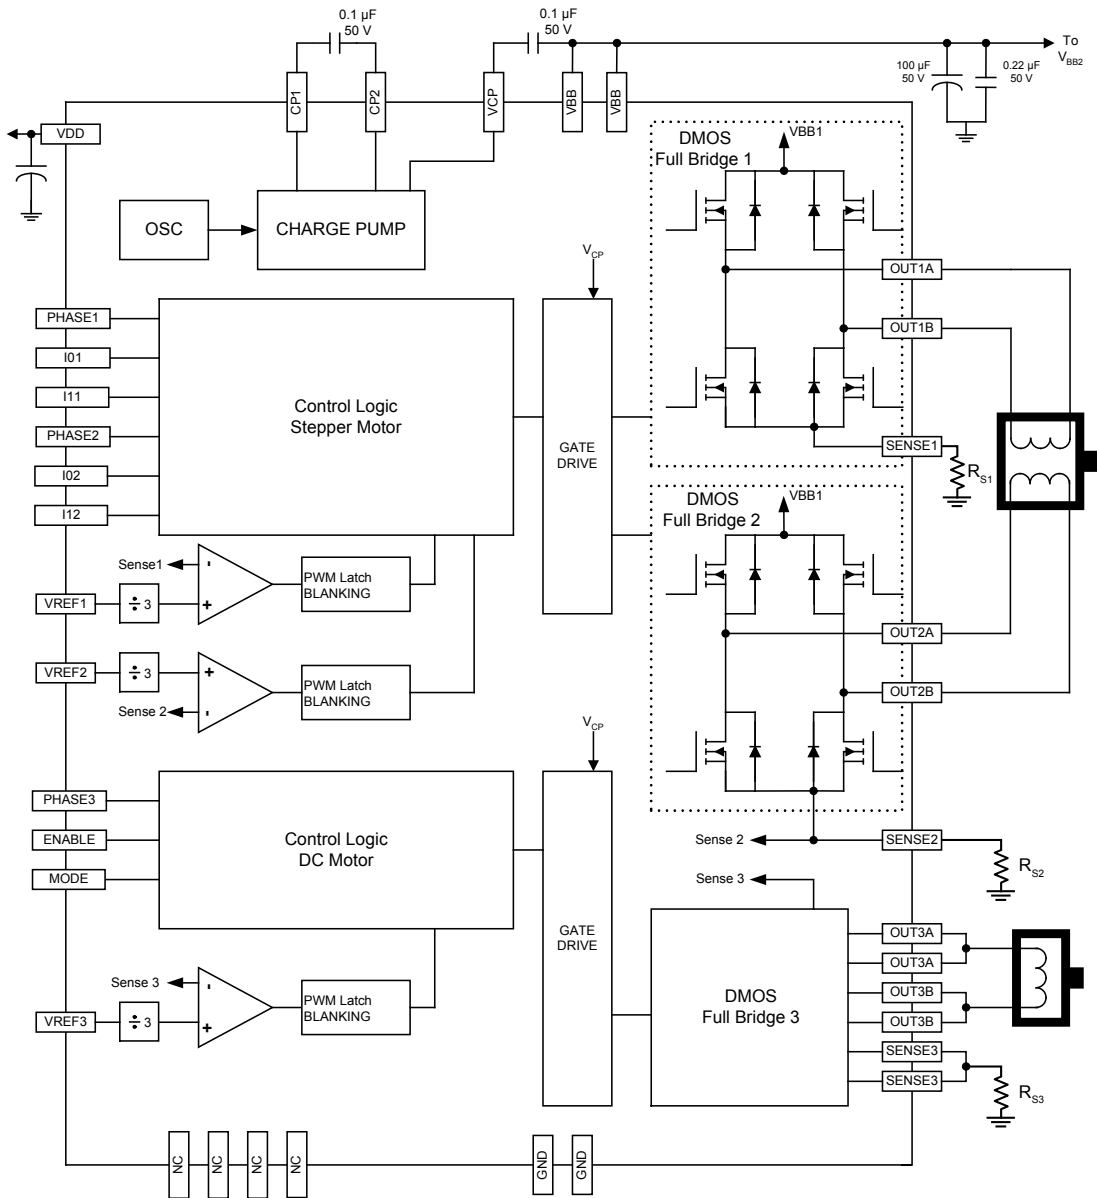 0.1 µF
50 V
0.1 µF
50 V
To
VBB2
100 µF
50 V
0.22 µF
50 V
CP1
CP2
VCP
VBB
VBB
VDD
DMOS
Full Bridge 1
VBB1
OSC
CHARGE PUMP
VCP
OUT1A
PHASE1
OUT1B
I01
I11
Control Logic
Stepper Motor
PHASE2
GATE
DRIVE
SENSE1
RS1
I02
I12
DMOS
Full Bridge 2
VBB1
Sense1
-
+
PWM Latch
BLANKING
VREF1
÷ 3
OUT2A
VREF2
÷ 3
+
-
PWM Latch
BLANKING
Sense 2
OUT2B
VCP
PHASE3
ENABLE
MODE
Control Logic
DC Motor
Sense 2
SENSE2
RS2
Sense 3
GATE
DRIVE
OUT3A
OUT3A
OUT3B
OUT3B
SENSE3
SENSE3
DMOS
Full Bridge 3
RS3
Sense 3
-
+
PWM Latch
BLANKING
VREF3
÷ 3
NC
NC
NC
NC
GND
GND